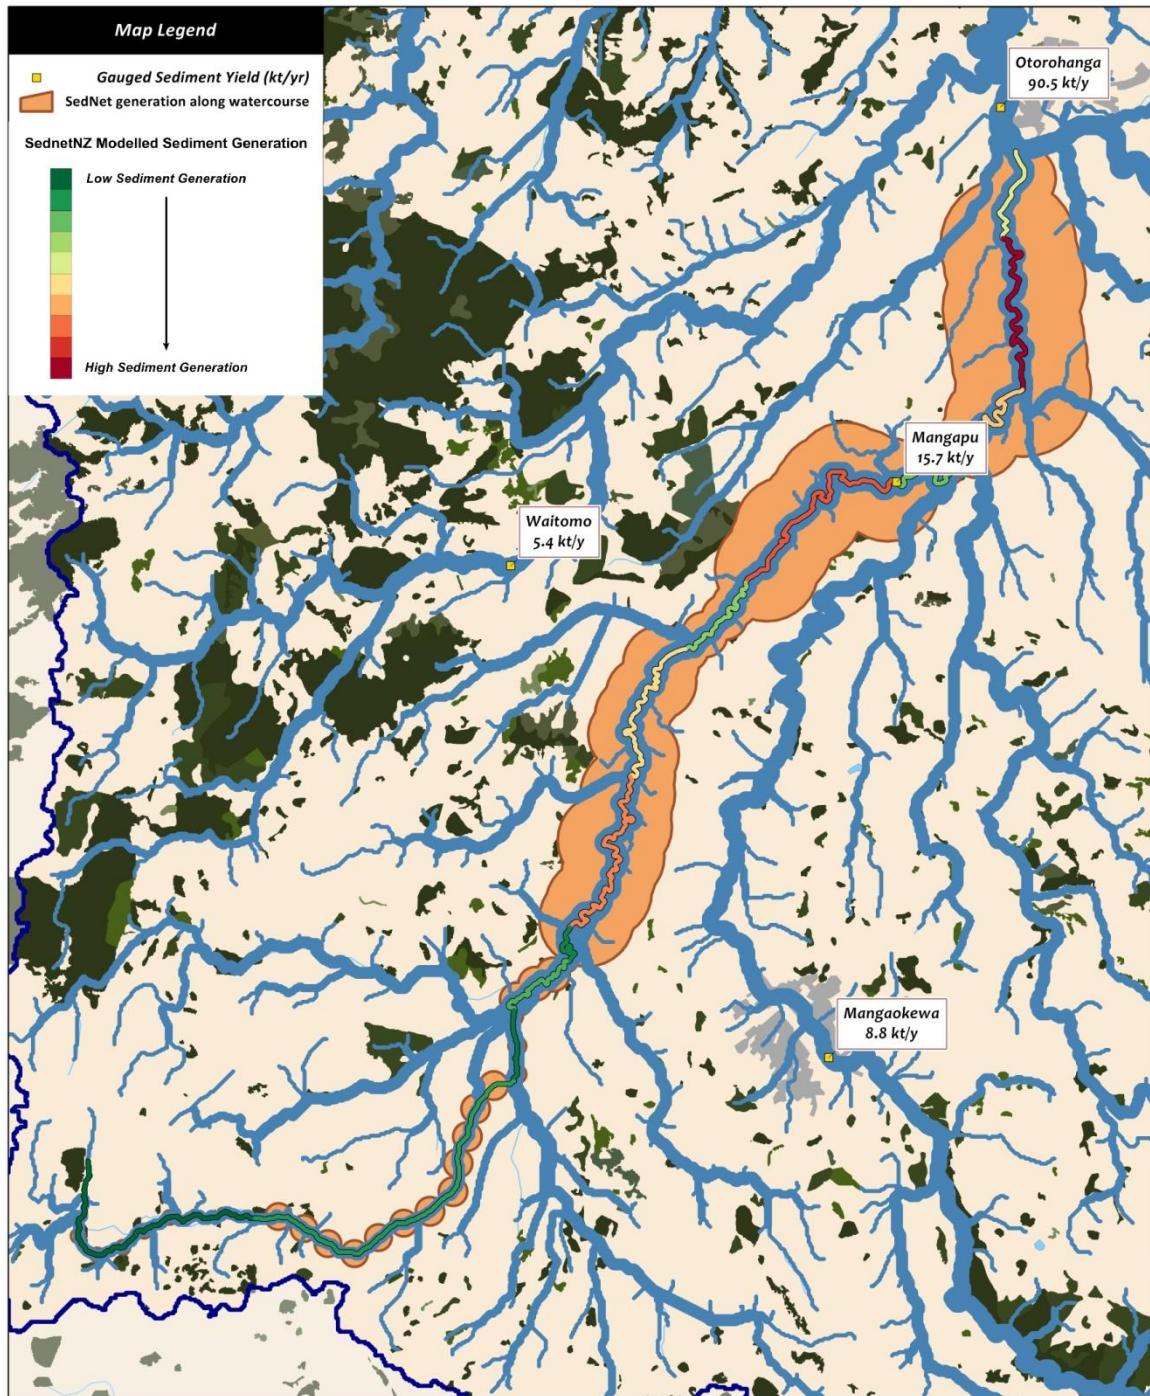 Map Legend
Gauged Sediment Yield (kt/yr)
SedNet generation along watercourse
SednetNZ Modelled Sediment Generation
Low Sediment Generation
High Sediment Generation
Otorohanga
90.5 kt/y
Mangapu
15.7 kt/y
Waitomo
5.4 kt/y
Mangaokewa
8.8 kt/y